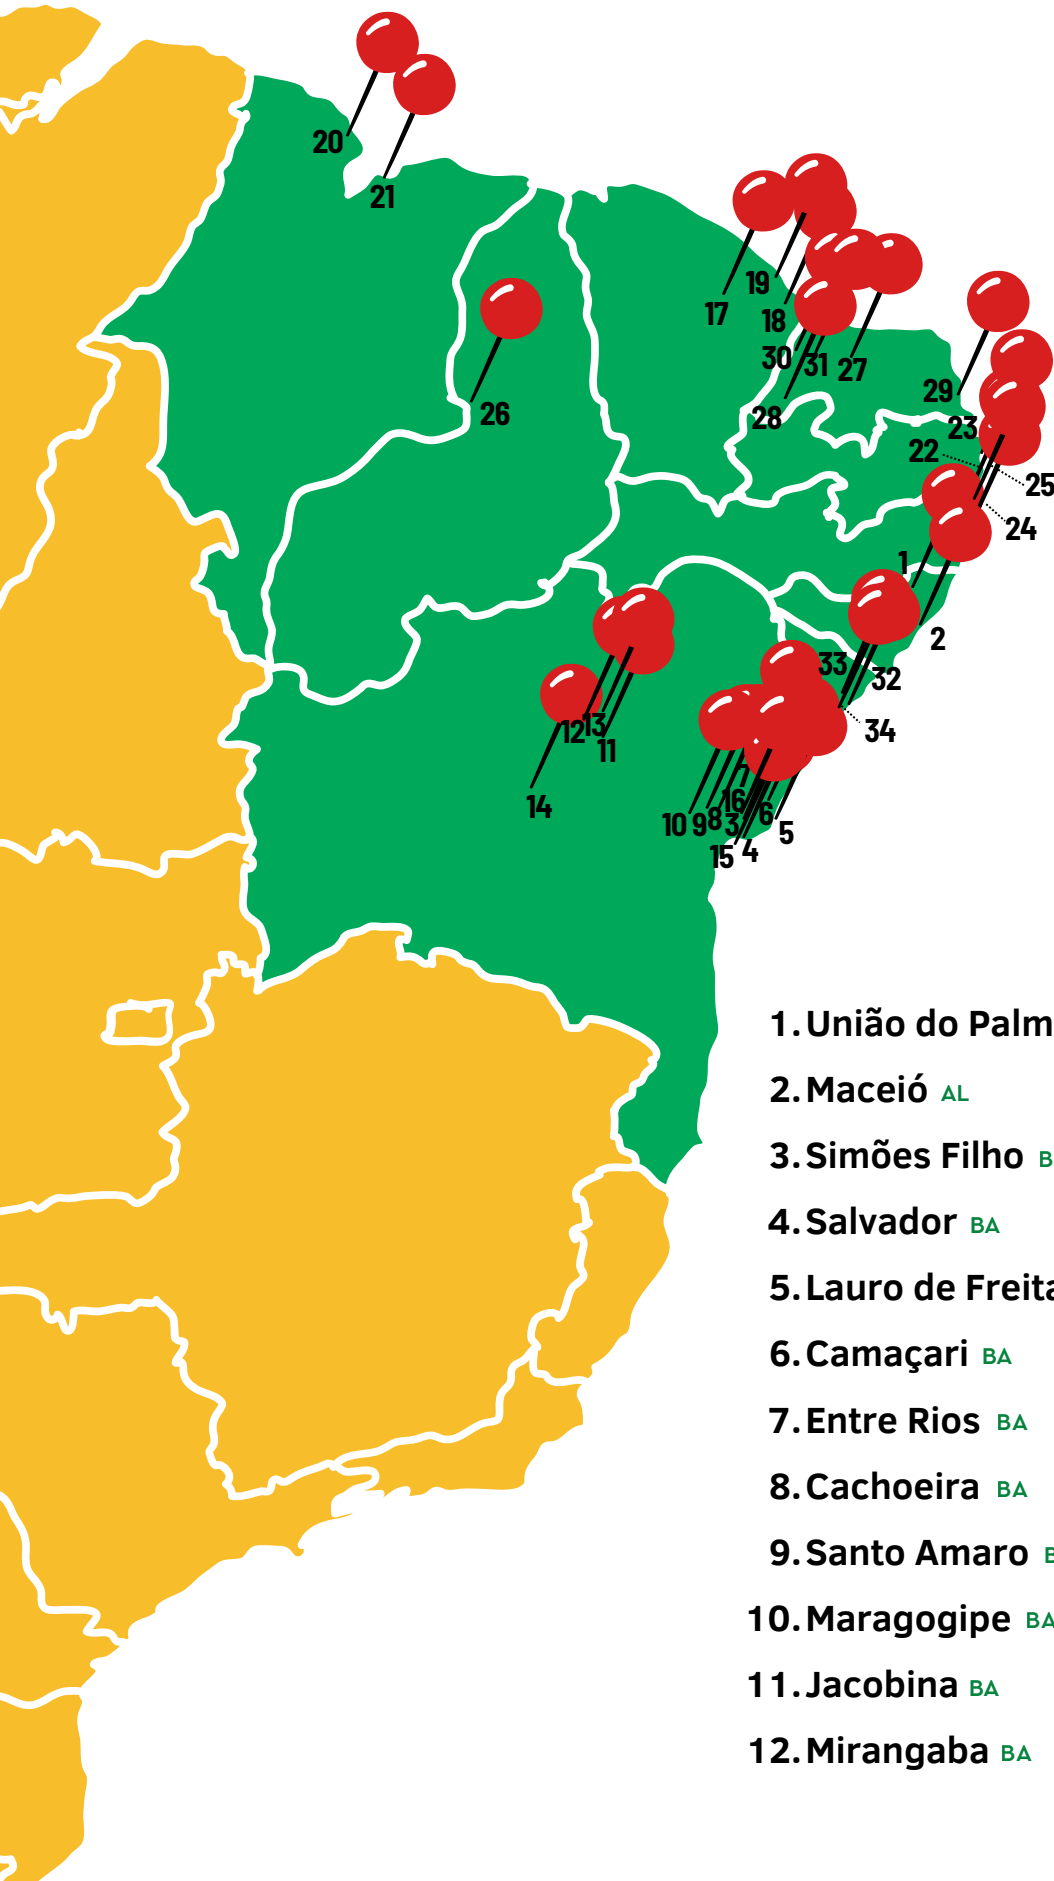 20
21
19
17
18
30
31
27
28
26
29
23
22
25
24
1
2
33
32
34
13
12
11
14
16
10
9
8
3
6
5
15
4
1. União do Palm
2. Maceió AL
3. Simões Filho B
4. Salvador BA
5. Lauro de Freita
6. Camaçari BA
7. Entre Rios BA
8. Cachoeira BA
9. Santo Amaro B
10. Maragogipe BA
11. Jacobina BA
12. Mirangaba BA